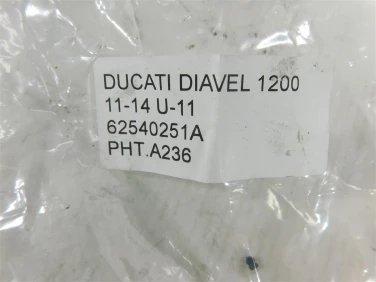 DUCATI DIAVEL 1200
11-14 U-11
62540251A
PHT.A236